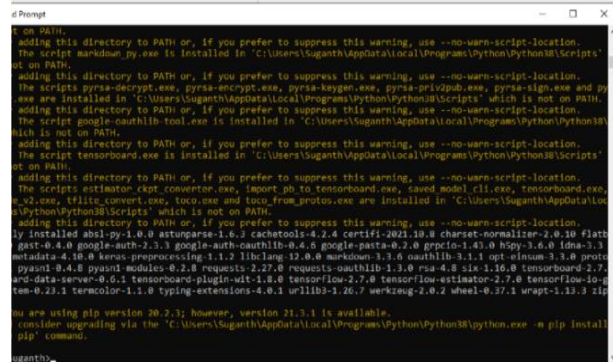 d Prompt
t on PATH.
adding this directory to PATH or, if you prefer to suppress this warning, use --no-warn-script-location.
The script markdown_py.exe is installed in 'C:\Users\Suganth\AppData\Local\Programs\Python\Python38\Scripts'
ot on PATH.
adding this directory to PATH or, if you prefer to suppress this warning, use --no-warn-script-location.
The scripts pyrsa-decrypt.exe, pyrsa-encrypt.exe, pyrsa-keygen.exe, pyrsa-priv2pub.exe, pyrsa-sign.exe and py
.exe are installed in 'C:\Users\Suganth\AppData\Local\Programs\Python\Python38\Scripts' which is not on PATH.
adding this directory to PATH or, if you prefer to suppress this warning, use --no-warn-script-location.
The script google-oauthlib-tool.exe is installed in 'C:\Users\Suganth\AppData\Local\Programs\Python\Python38\
hich is not on PATH.
adding this directory to PATH or, if you prefer to suppress this warning, use --no-warn-script-location.
The script tensorboard.exe is installed in 'C:\Users\Suganth\AppData\Local\Programs\Python\Python38\Scripts'
ot on PATH.
adding this directory to PATH or, if you prefer to suppress this warning, use --no-warn-script-location.
The scripts estimator_ckpt_converter.exe, import_pb_to_tensorboard.exe, saved_model_cli.exe, tensorboard.exe,
e_v2.exe, tflite_convert.exe, toco.exe and toco_from_protos.exe are installed in 'C:\Users\Suganth\AppData\Loc
s\Python\Python38\Scripts' which is not on PATH.
adding this directory to PATH or, if you prefer to suppress this warning, use --no-warn-script-location.
ly installed absl-py-1.0.0 astunparse-1.6.3 cachetools-4.2.4 certifi-2021.10.8 charset-normalizer-2.0.10 flatb
gast-0.4.0 google-auth-2.3.3 google-auth-oauthlib-0.4.6 google-pasta-0.2.0 grpcio-1.43.0 h5py-3.6.0 idna-3.3
metadata-4.10.0 keras-preprocessing-1.1.2 libclang-12.0.0 markdown-3.3.6 oauthlib-3.1.1 opt-einsum-3.3.0 proto
pyasn1-0.4.8 pyasn1-modules-0.2.8 requests-2.27.0 requests-oauthlib-1.3.0 rsa-4.8 six-1.16.0 tensorboard-2.7.
ard-data-server-0.6.1 tensorboard-plugin-wit-1.8.0 tensorflow-2.7.0 tensorflow-estimator-2.7.0 tensorflow-io-g
tem-0.23.1 termcolor-1.1.0 typing-extensions-4.0.1 urllib3-1.26.7 werkzeug-2.0.2 wheel-0.37.1 wrapt-1.13.3 zip
ou are using pip version 20.2.3; however, version 21.3.1 is available.
consider upgrading via the 'C:\Users\Suganth\AppData\Local\Programs\Python\Python38\python.exe -m pip install
pip' command.
uganth>_